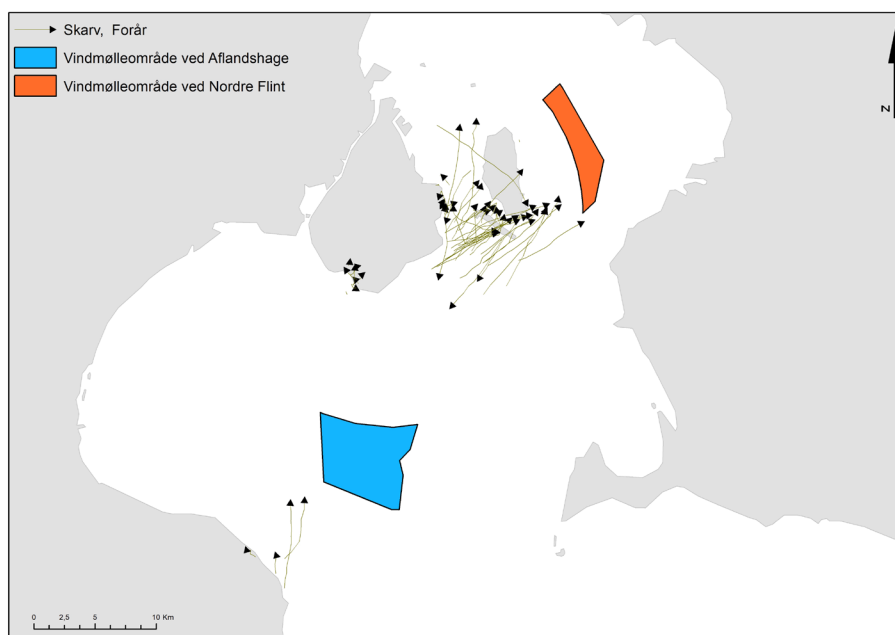 Skarv, Forår
Vindmølleområde ved Aflandshage
Vindmølleområde ved Nordre Flint
N
0 2,5 5 10 Km